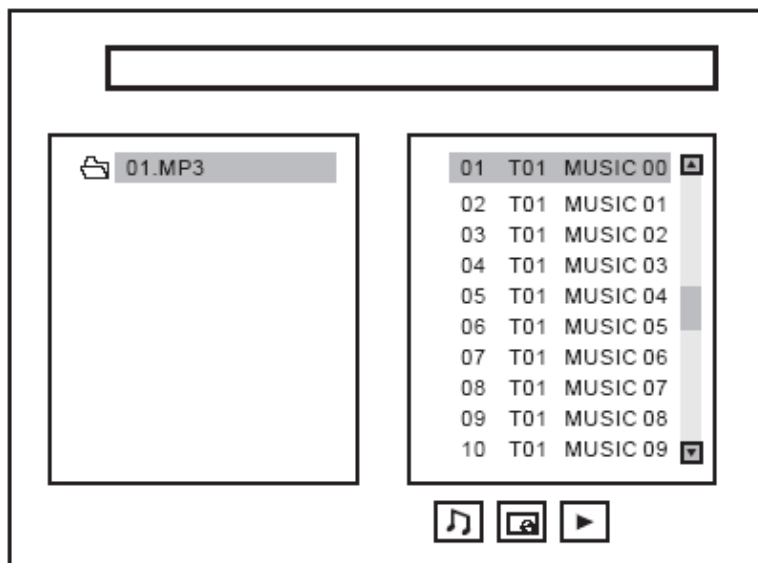 01.MP3
01 T01 MUSIC 00
02 T01 MUSIC 01
03 T01 MUSIC 02
04 T01 MUSIC 03
05 T01 MUSIC 04
06 T01 MUSIC 05
07 T01 MUSIC 06
08 T01 MUSIC 07
09 T01 MUSIC 08
10 T01 MUSIC 09